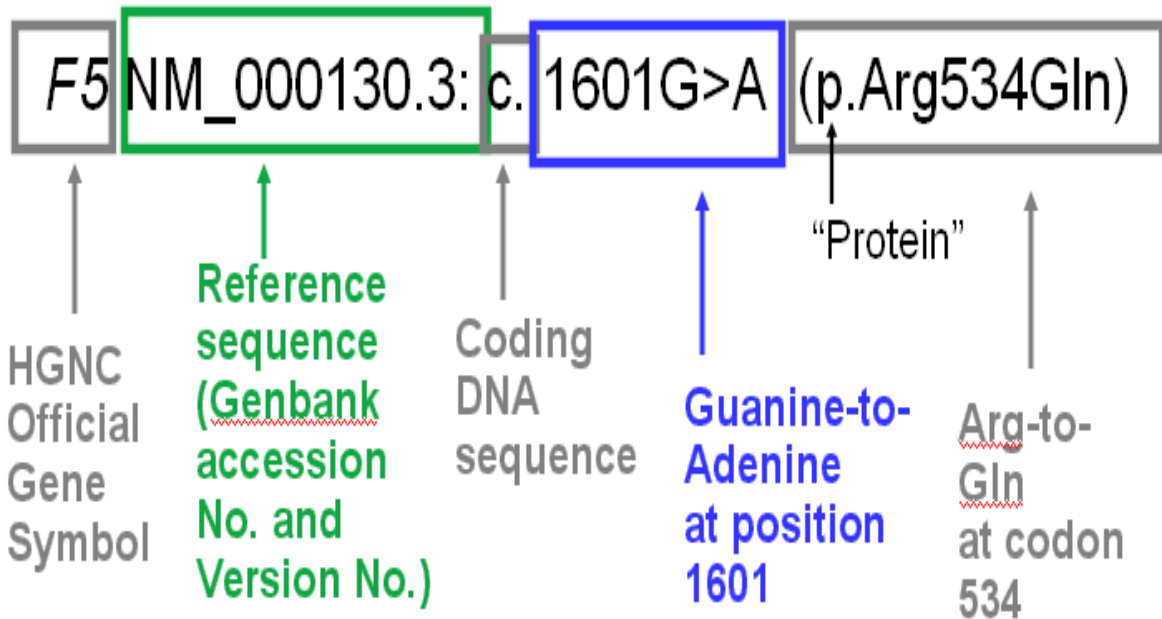 F5 NM_000130.3: c. 1601G>A (p.Arg534Gln)
“Protein”
HGNC
Official
Gene
Symbol
Reference
sequence
(Genbank
accession
No. and
Version No.)
Coding
DNA
sequence
Guanine-to-
Adenine
at position
1601
Arg-to-
Gln
at codon
534